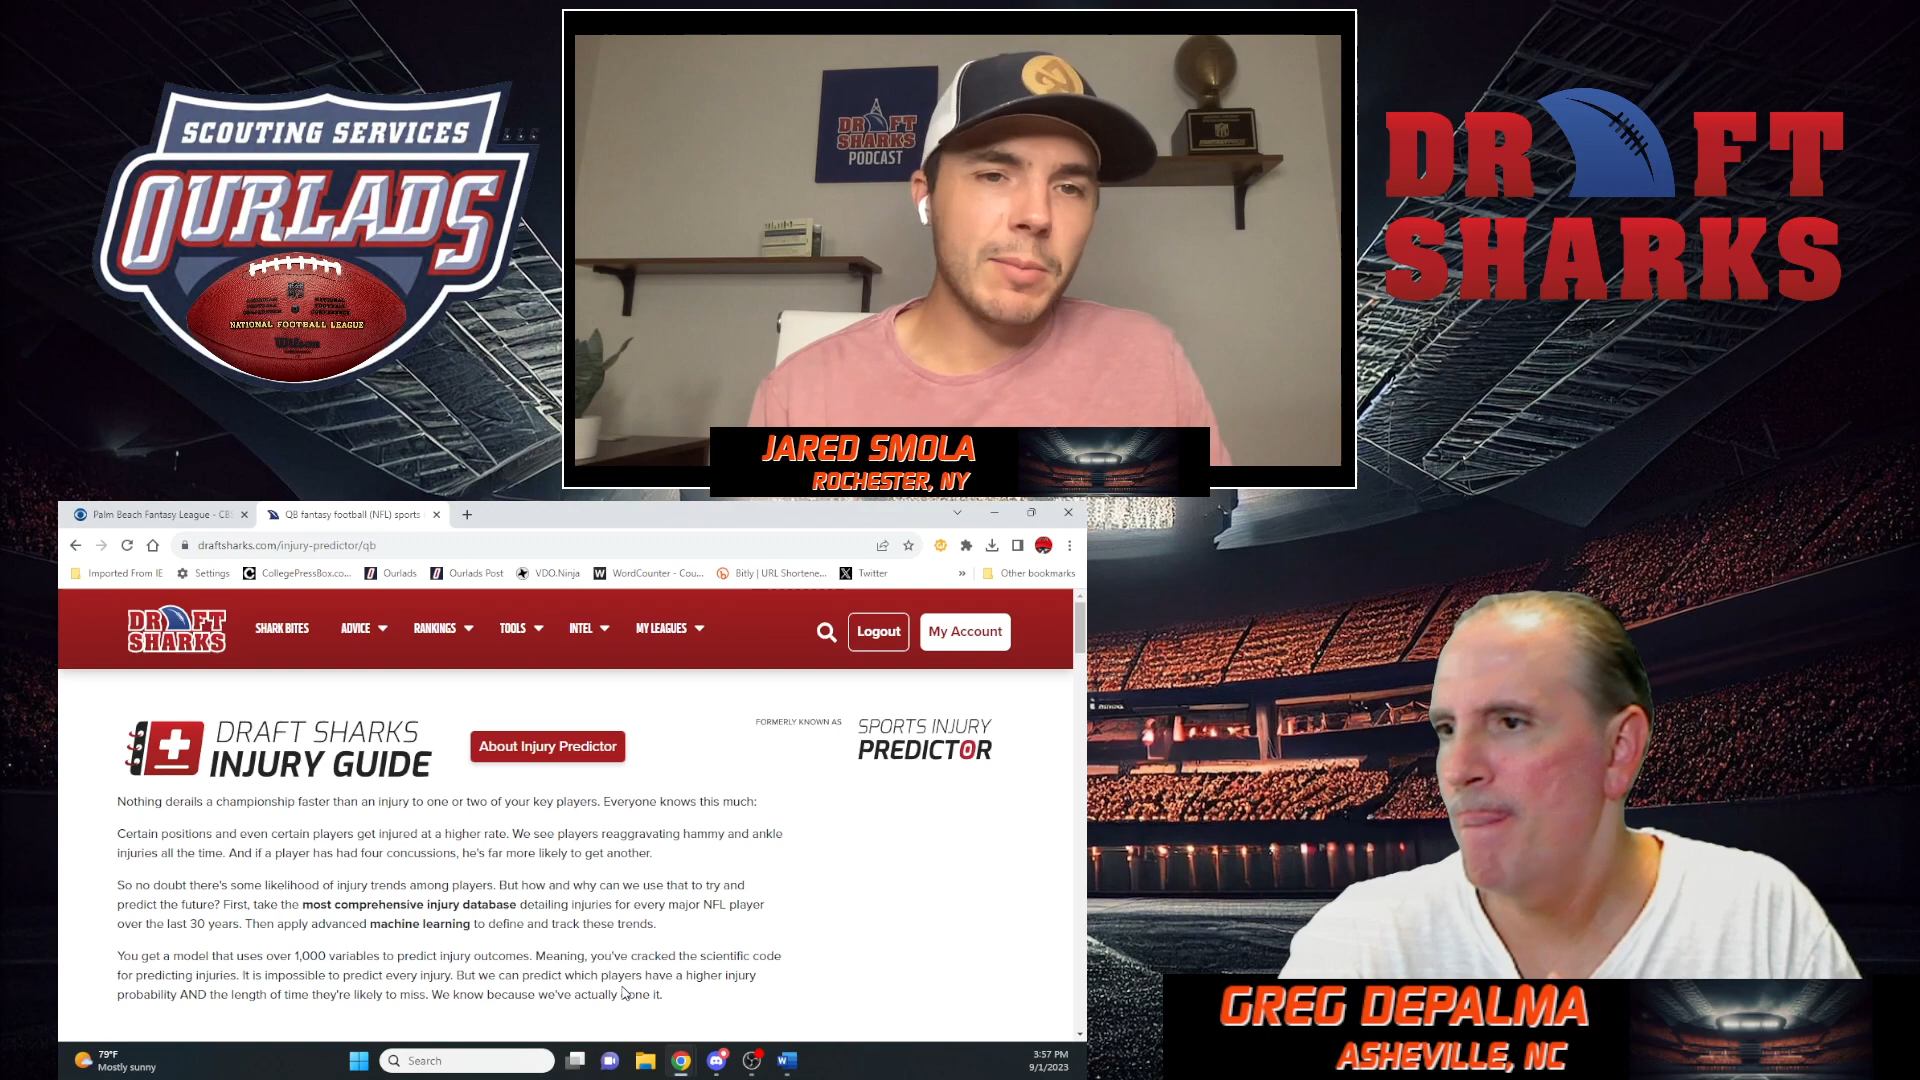 SCOUTING SERVICES
LLC
OURLADS
NATIONAL FOOTBALL LEAGUE
DRAFT
SHARKS
PODCAST
DRAFT
SHARKS
JARED SMOLA
ROCHESTER, NY
Palm Beach Fantasy League - CBS
QB fantasy football (NFL) sports
draftsharks.com/injury-predictor/qb
Imported From IE
Settings
CollegePressBox.co...
Ourlads
Ourlads Post
VDO.Ninja
WordCounter - Cou...
Bitly | URL Shortene...
Twitter
»
Other bookmarks
DRAFT
SHARKS
SHARK BITES
ADVICE
RANKINGS
TOOLS
INTEL
MY LEAGUES
Logout
My Account
DRAFT SHARKS
INJURY GUIDE
About Injury Predictor
FORMERLY KNOWN AS
SPORTS INJURY
PREDICTOR
Nothing derails a championship faster than an injury to one or two of your key players. Everyone knows this much:
Certain positions and even certain players get injured at a higher rate. We see players reaggravating hammy and ankle
injuries all the time. And if a player has had four concussions, he's far more likely to get another.
So no doubt there's some likelihood of injury trends among players. But how and why can we use that to try and
predict the future? First, take the most comprehensive injury database detailing injuries for every major NFL player
over the last 30 years. Then apply advanced machine learning to define and track these trends.
You get a model that uses over 1,000 variables to predict injury outcomes. Meaning, you've cracked the scientific code
for predicting injuries. It is impossible to predict every injury. But we can predict which players have a higher injury
probability AND the length of time they're likely to miss. We know because we've actually done it.
79°F
Mostly sunny
Search
3:57 PM
9/1/2023
GREG DEPALMA
ASHEVILLE, NC